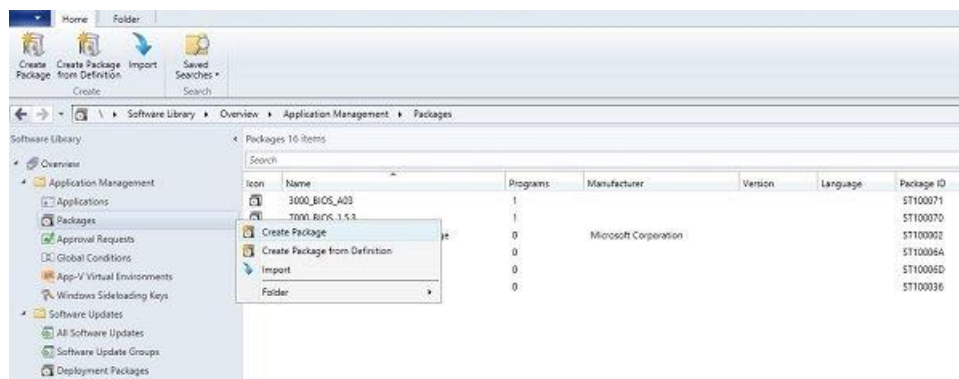 Home Folder
Create Package
Create Package from Definition
Import
Saved Searches
Create Search
\ Software Library Overview Application Management Packages
Software Library
Packages 16 items
Search
Overview
Application Management
Applications
Packages
Approval Requests
Global Conditions
App-V Virtual Environments
Windows Sideloading Keys
Software Updates
All Software Updates
Software Update Groups
Deployment Packages
Icon Name Programs Manufacturer Version Language Package ID
3000_BIOS_A03 1 ST100071
7000_BIOS_1.5.3 1 ST100070
ge 0 Microsoft Corporation ST100002
0 ST10006A
0 ST10006D
0 ST100036
Create Package
Create Package from Definition
Import
Folder